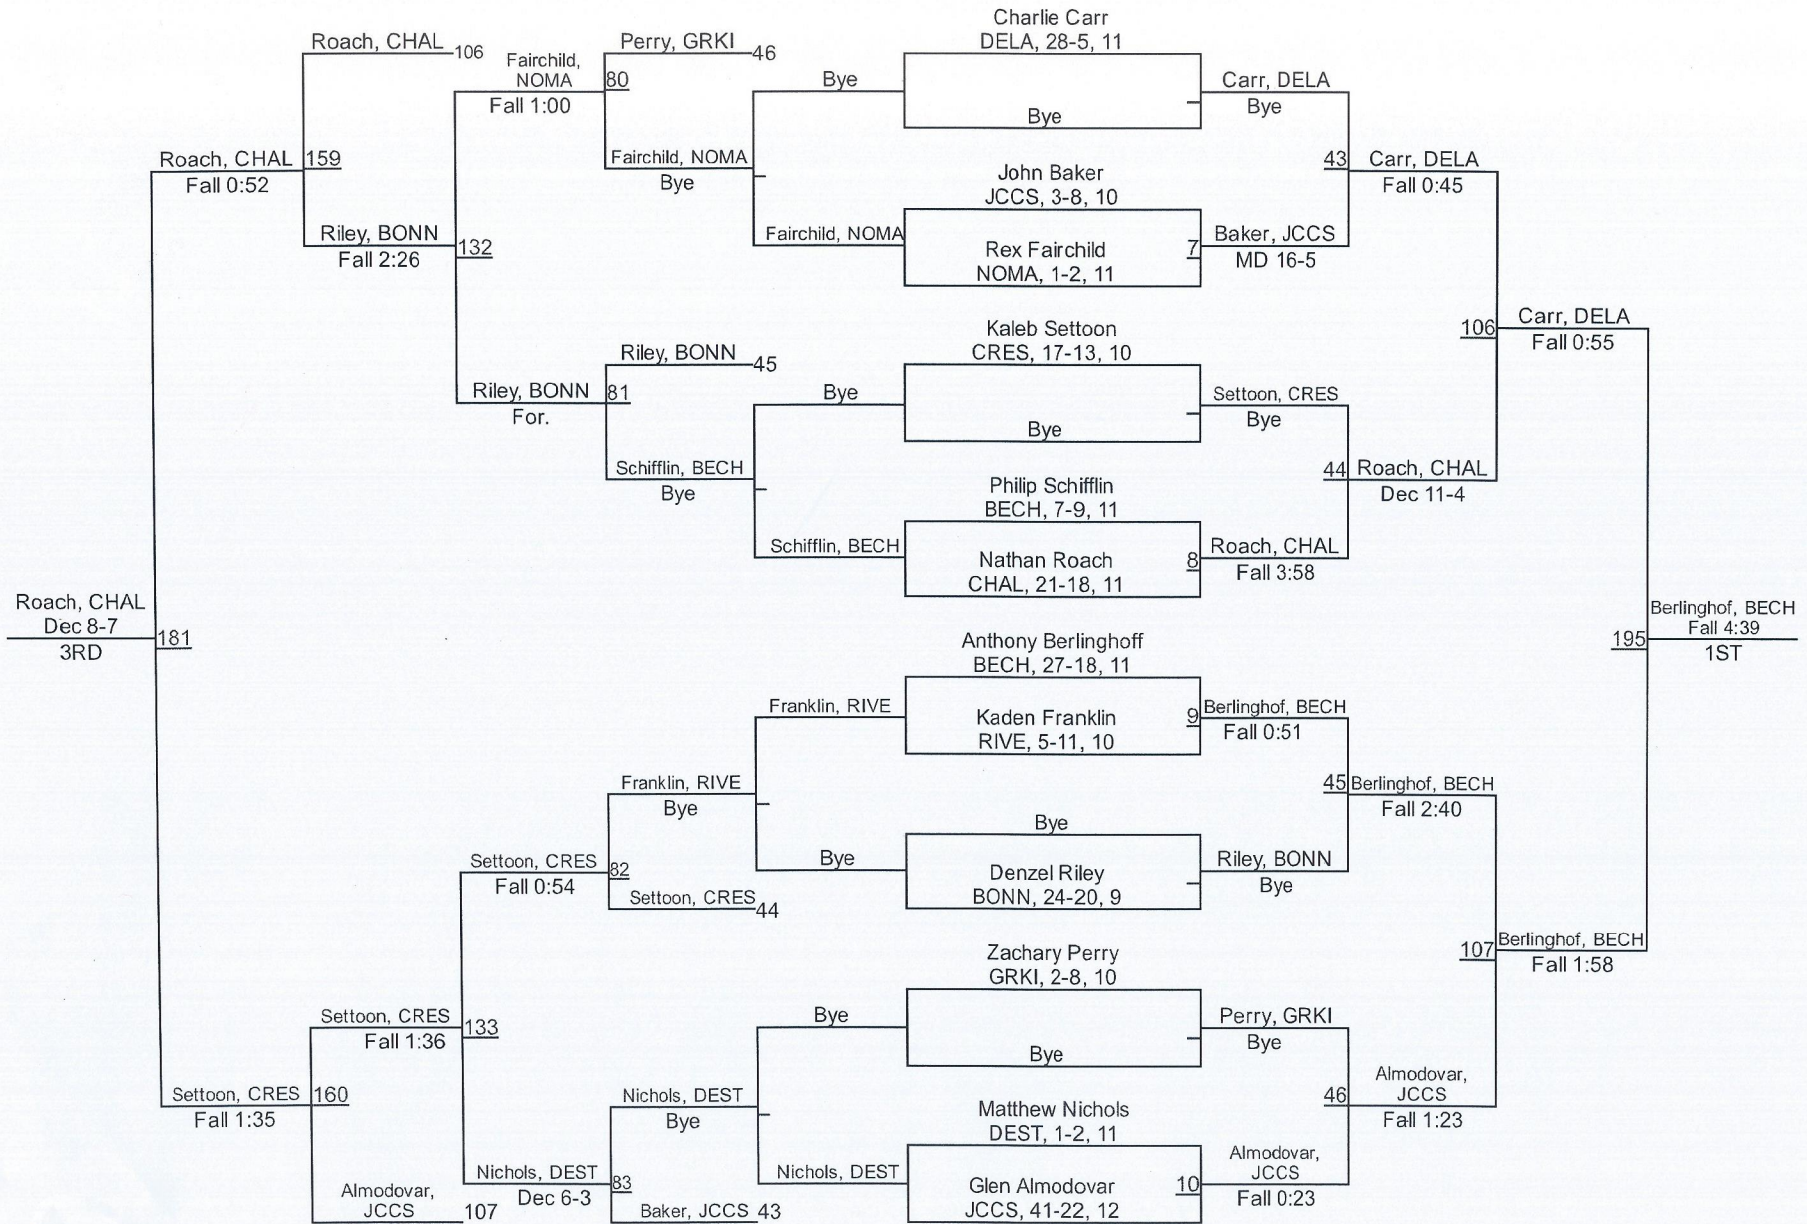 Charlie Carr
DELA, 28-5, 11
Roach, CHAL
106
Fairchild,
NOMA
Fall 1:00
Perry, GRKI
46
80
Bye
Bye
Carr, DELA
Bye
Roach, CHAL
Fall 0:52
159
Fairchild, NOMA
Bye
John Baker
JCCS, 3-8, 10
43
Carr, DELA
Fall 0:45
Riley, BONN
Fall 2:26
132
Fairchild, NOMA
Rex Fairchild
NOMA, 1-2, 11
7
Baker, JCCS
MD 16-5
Kaleb Settoon
CRES, 17-13, 10
106
Carr, DELA
Fall 0:55
Riley, BONN
45
Riley, BONN
For.
81
Bye
Bye
Settoon, CRES
Bye
Schifflin, BECH
Bye
Philip Schifflin
BECH, 7-9, 11
44
Roach, CHAL
Dec 11-4
Schifflin, BECH
Nathan Roach
CHAL, 21-18, 11
8
Roach, CHAL
Fall 3:58
Roach, CHAL
Dec 8-7
3RD
181
Anthony Berlinghoff
BECH, 27-18, 11
195
Berlinghof, BECH
Fall 4:39
1ST
Franklin, RIVE
Kaden Franklin
RIVE, 5-11, 10
9
Berlinghof, BECH
Fall 0:51
Franklin, RIVE
Bye
45
Berlinghof, BECH
Fall 2:40
Bye
Settoon, CRES
Fall 0:54
82
Bye
Denzel Riley
BONN, 24-20, 9
Riley, BONN
Bye
Settoon, CRES
44
Zachary Perry
GRKI, 2-8, 10
107
Berlinghof, BECH
Fall 1:58
Settoon, CRES
Fall 1:36
133
Bye
Bye
Perry, GRKI
Bye
Settoon, CRES
Fall 1:35
160
Nichols, DEST
Bye
Matthew Nichols
DEST, 1-2, 11
46
Almodovar,
JCCS
Fall 1:23
Nichols, DEST
Dec 6-3
83
Nichols, DEST
Glen Almodovar
JCCS, 41-22, 12
10
Almodovar,
JCCS
Fall 0:23
Almodovar,
JCCS
107
Baker, JCCS
43